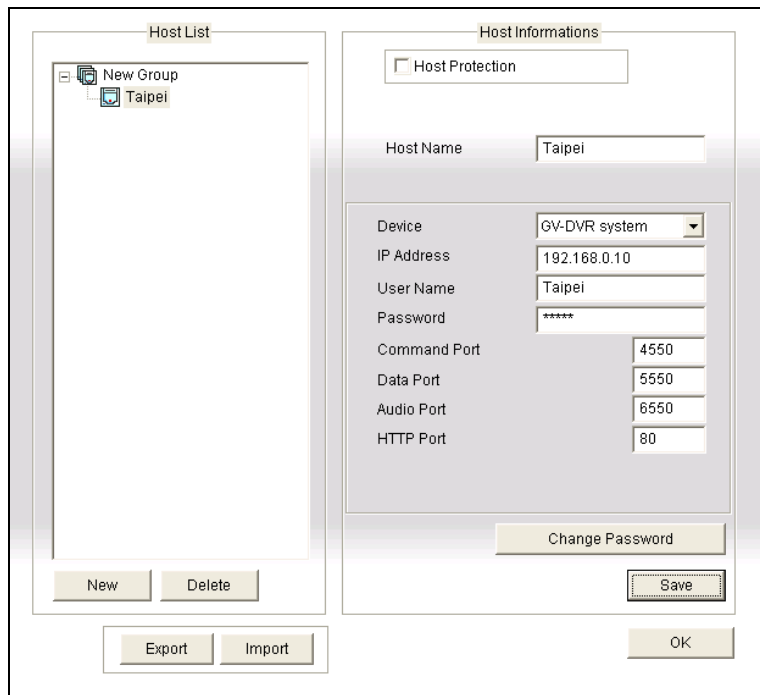 Host List
New Group
Taipei
New Delete
Export Import
Host Informations
Host Protection
Host Name Taipei
Device GV-DVR system
IP Address 192.168.0.10
User Name Taipei
Password *****
Command Port 4550
Data Port 5550
Audio Port 6550
HTTP Port 80
Change Password
Save
OK